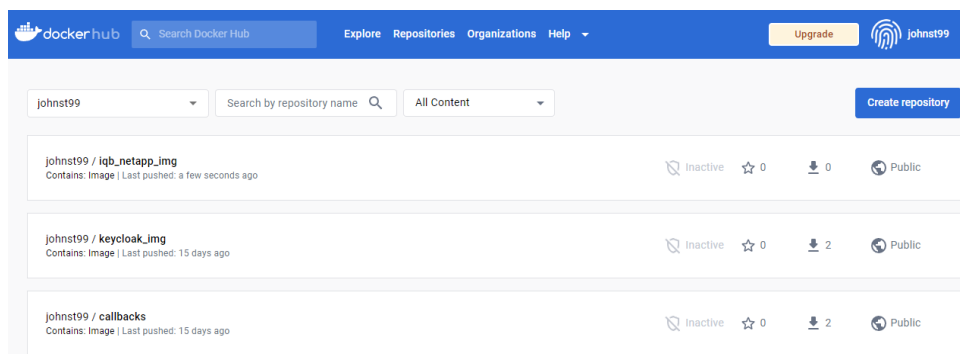 dockerhub Search Docker Hub Explore Repositories Organizations Help Upgrade johnst99
johnst99 Search by repository name All Content Create repository
johnst99 / iqb_netapp_img
Contains: Image | Last pushed: a few seconds ago
Inactive 0 0 Public
johnst99 / keycloak_img
Contains: Image | Last pushed: 15 days ago
Inactive 0 2 Public
johnst99 / callbacks
Contains: Image | Last pushed: 15 days ago
Inactive 0 2 Public